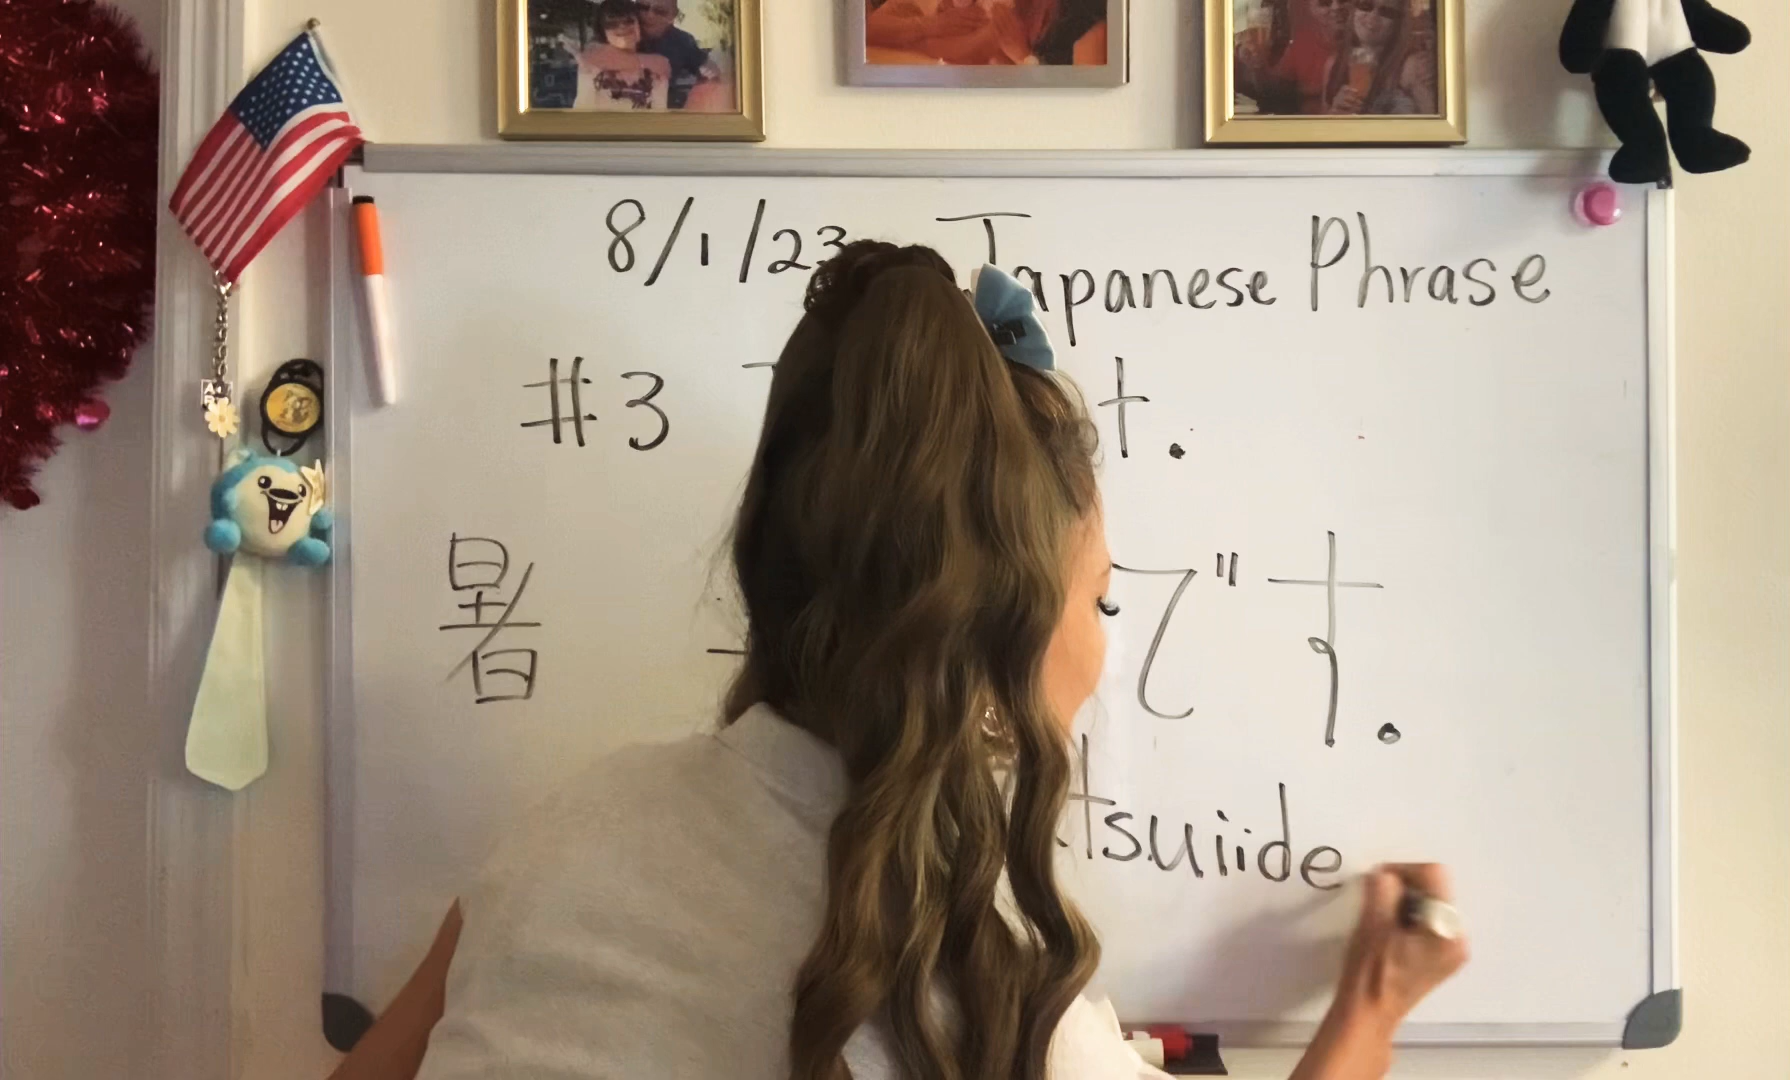 8/1/23 Japanese Phrase
#3 t.
暑 です.
tsuiide